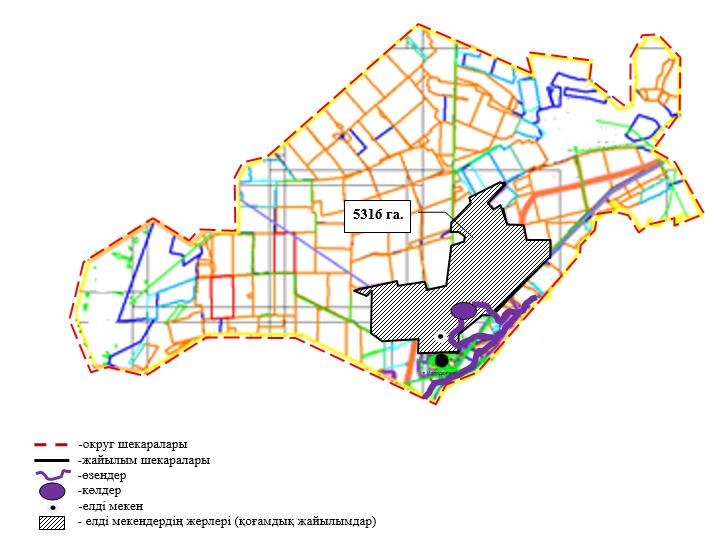 5316 га.
-округ шекаралары
-жайылым шекаралары
-өзендер
-көлдер
-елді мекен
- елді мекендердің жерлері (қоғамдық жайылымдар)